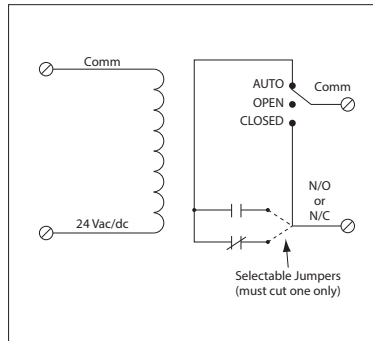 Comm
24 Vac/dc
AUTO
OPEN
CLOSED
Comm
N/O
or
N/C
Selectable Jumpers
(must cut one only)